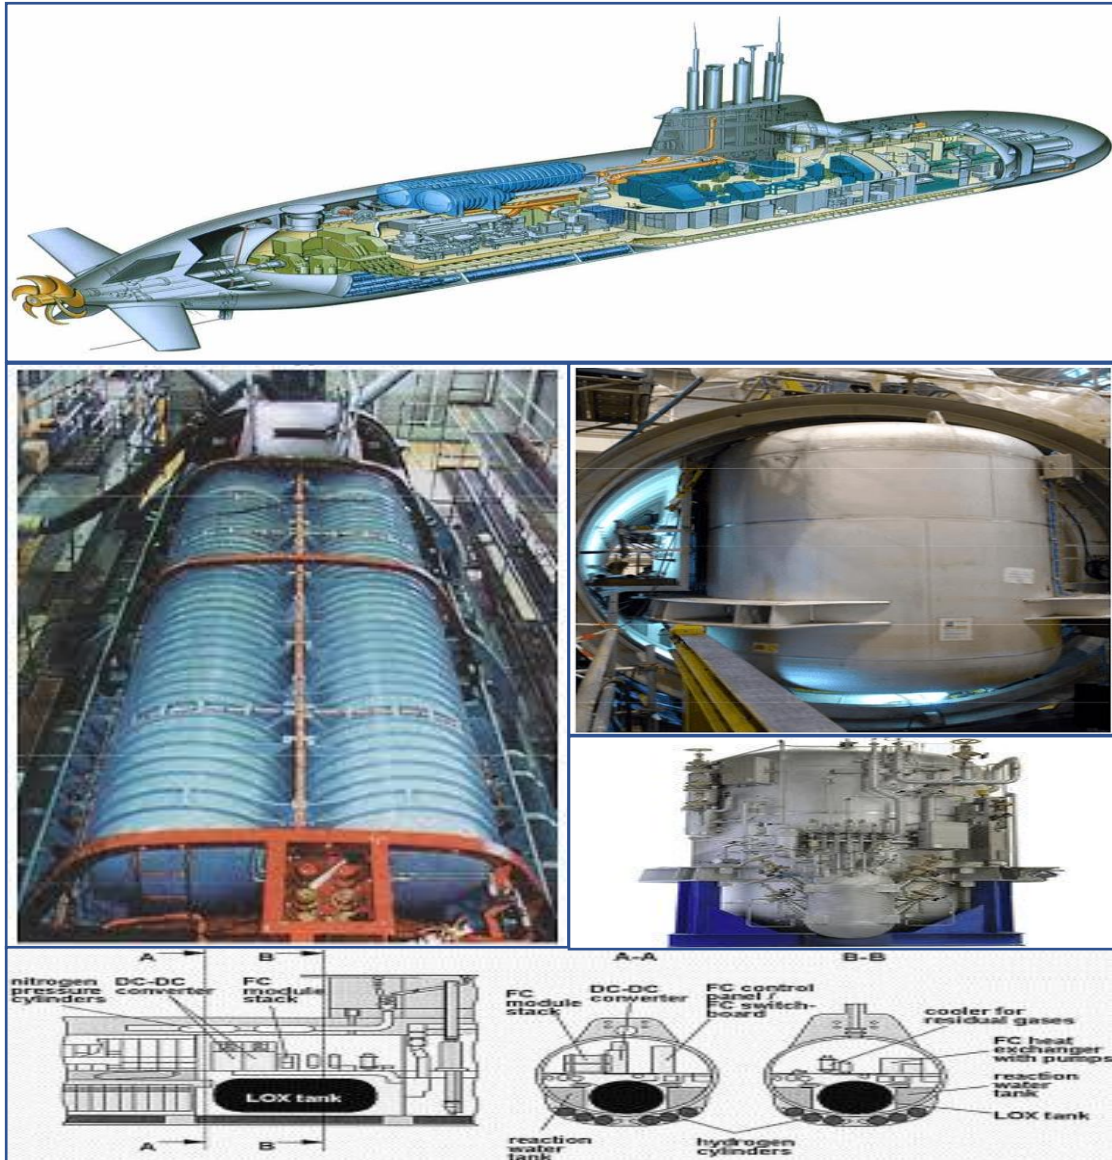 A
B
A-A
B-B
nitrogen
pressure
cylinders
DC-DC
converter
FC
module
stack
LOX tank
A
B
FC
module
stack
DC-DC
converter
FC control
panel /
FC switch-
board
reaction
water
tank
hydrogen
cylinders
cooler for
residual gases
FC heat
exchanger
with pumps
reaction
water
tank
LOX tank